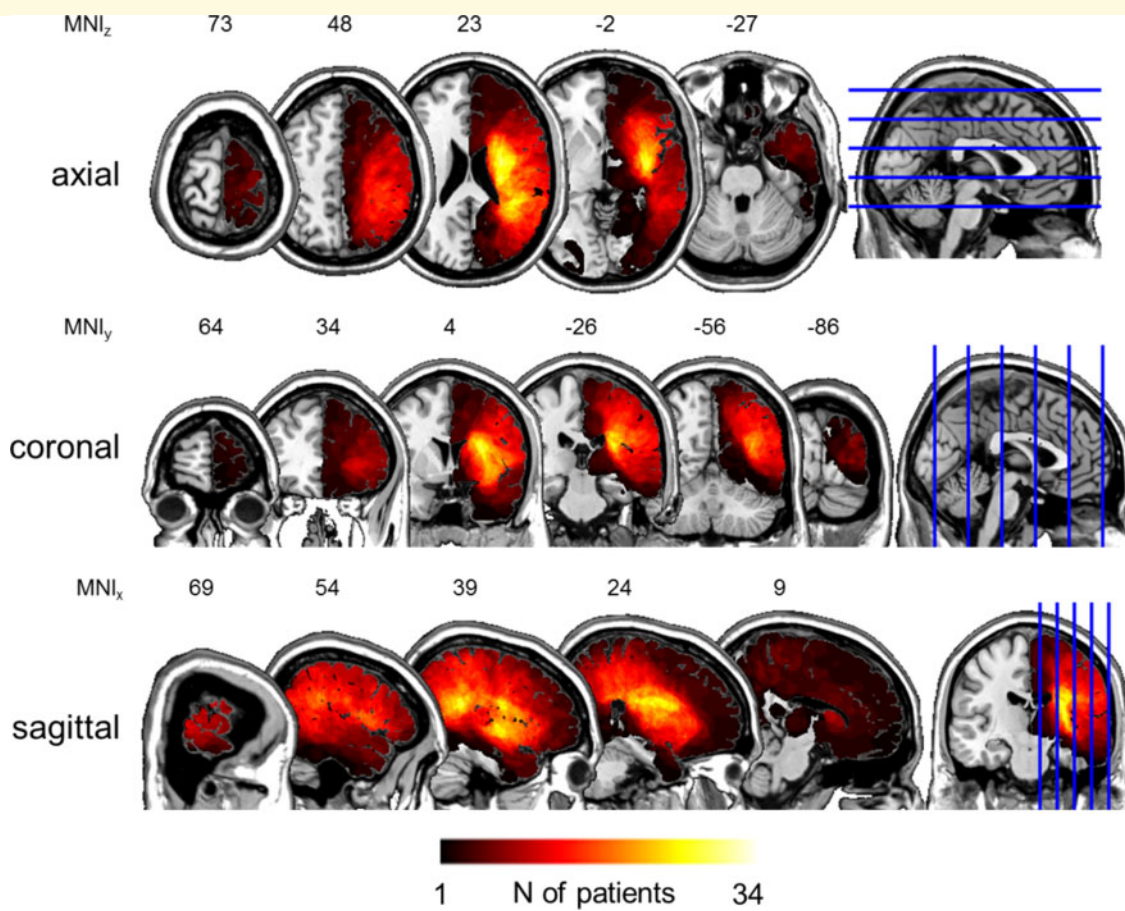 MNIz 73 48 23 -2 -27
axial
MNIy 64 34 4 -26 -56 -86
coronal
MNIx 69 54 39 24 9
sagittal
1 N of patients 34